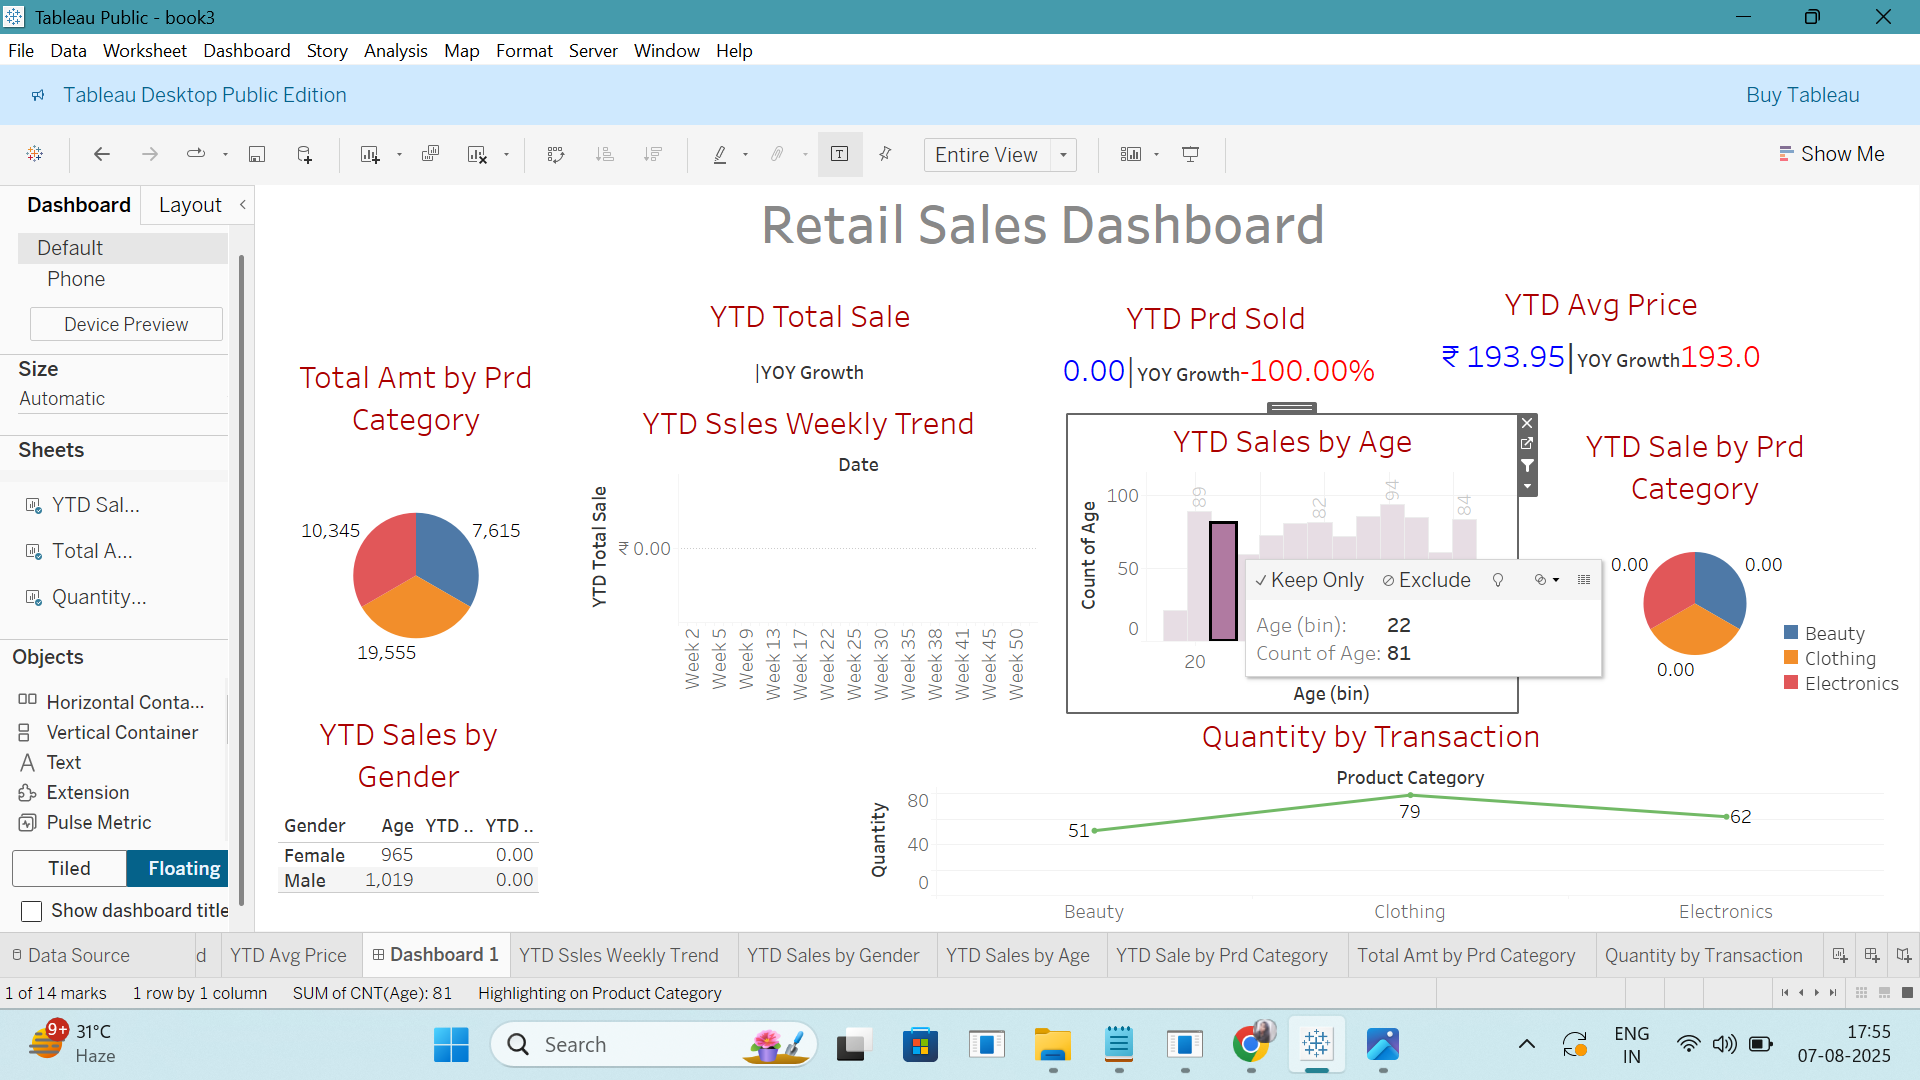 Tableau Public - book3
File Data Worksheet Dashboard Story Analysis Map Format Server Window Help
Tableau Desktop Public Edition
Buy Tableau
Entire View
Show Me
Dashboard Layout
Default
Phone
Device Preview
Size
Automatic
Sheets
YTD Sal...
Total A...
Quantity...
Objects
Horizontal Conta...
Vertical Container
Text
Extension
Pulse Metric
Tiled Floating
Show dashboard title
Retail Sales Dashboard
YTD Total Sale
|YOY Growth
YTD Prd Sold
0.00|YOY Growth-100.00%
YTD Avg Price
₹ 193.95|YOY Growth193.0
Total Amt by Prd
Category
10,345
7,615
19,555
YTD Ssles Weekly Trend
Date
YTD Total Sale
₹ 0.00
Week 2
Week 5
Week 9
Week 13
Week 17
Week 22
Week 25
Week 30
Week 35
Week 38
Week 41
Week 45
Week 50
YTD Sales by Age
Count of Age
100
50
0
89
82
94
84
20
Age (bin)
Keep Only Exclude
Age (bin): 22
Count of Age: 81
YTD Sale by Prd
Category
0.00
0.00
0.00
Beauty
Clothing
Electronics
YTD Sales by
Gender
Gender Age YTD .. YTD ..
Female 965 0.00
Male 1,019 0.00
Quantity by Transaction
Product Category
Quantity
80
40
0
51
79
62
Beauty
Clothing
Electronics
Data Source d YTD Avg Price Dashboard 1 YTD Ssles Weekly Trend YTD Sales by Gender YTD Sales by Age YTD Sale by Prd Category Total Amt by Prd Category Quantity by Transaction
1 of 14 marks 1 row by 1 column SUM of CNT(Age): 81 Highlighting on Product Category
9+
31°C
Haze
Search
ENG
IN
17:55
07-08-2025